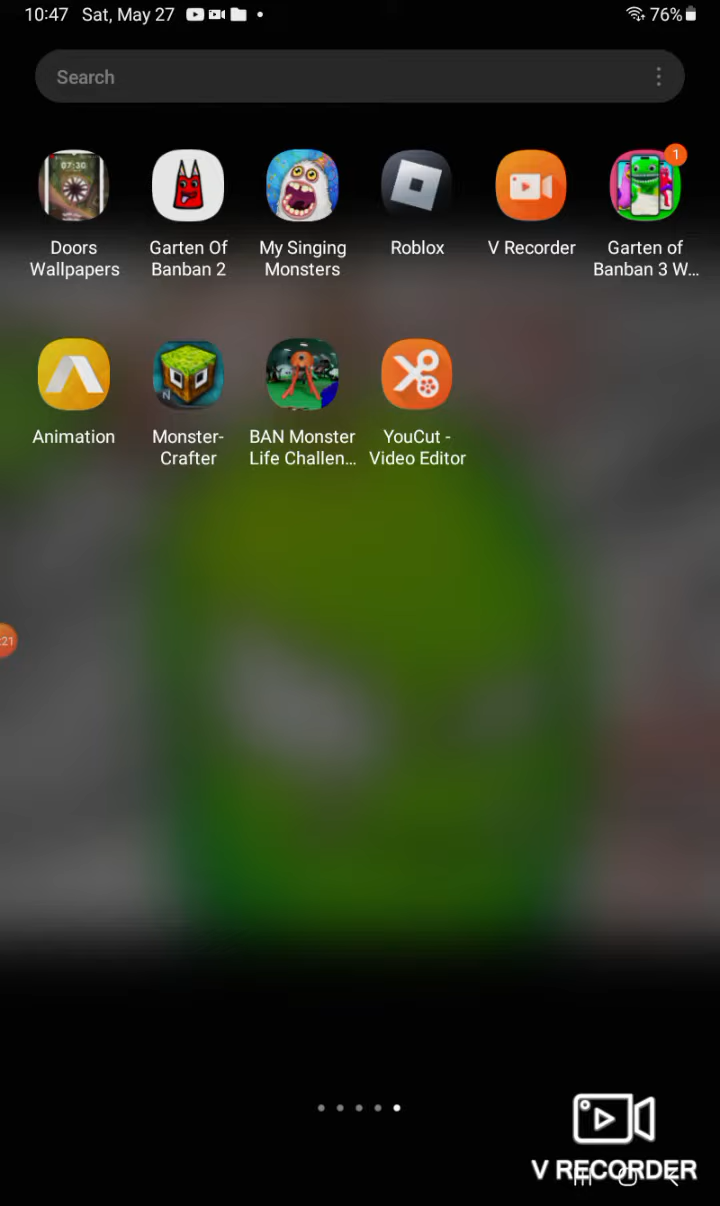 10:47 Sat, May 27
76%
Search
Doors
Wallpapers
Garten Of
Banban 2
My Singing
Monsters
Roblox
V Recorder
1
Garten of
Banban 3 W...
Animation
Monster-
Crafter
BAN Monster
Life Challen...
YouCut -
Video Editor
:21
V RECORDER